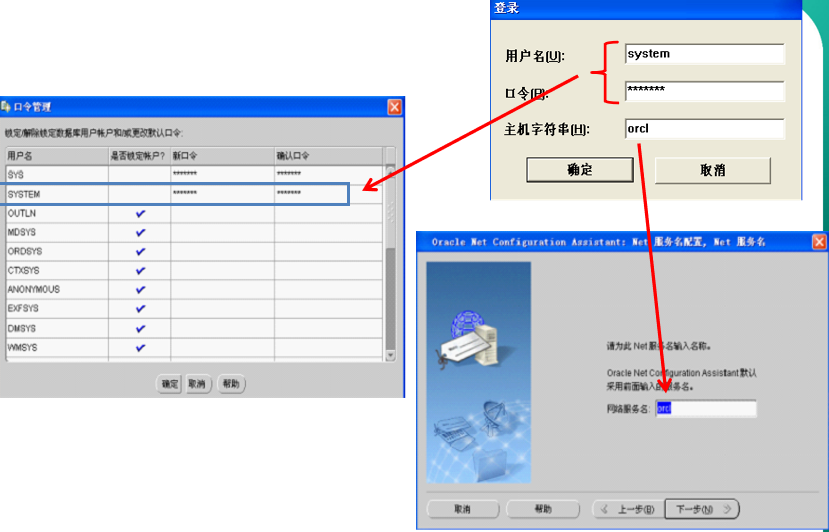 登录
用户名(U):
system
口令(P):
*******
主机字符串(H):
orcl
确定
取消
口令管理
锁定/解除锁定数据库用户帐户和/或更改默认口令:
用户名 是否锁定帐户? 新口令 确认口令
SYS ******* *******
SYSTEM ******* *******
OUTLN ✔
MDSYS ✔
ORDSYS ✔
CTXSYS ✔
ANONYMOUS ✔
EXFSYS ✔
DMSYS ✔
WMSYS ✔
确定 取消 帮助
Oracle Net Configuration Assistant: Net 服务名配置, Net 服务名
请为此 Net 服务名输入名称。
Oracle Net Configuration Assistant 默认
采用前面输入的服务名。
网络服务名: orcl
取消 帮助 上一步(B) 下一步(N)